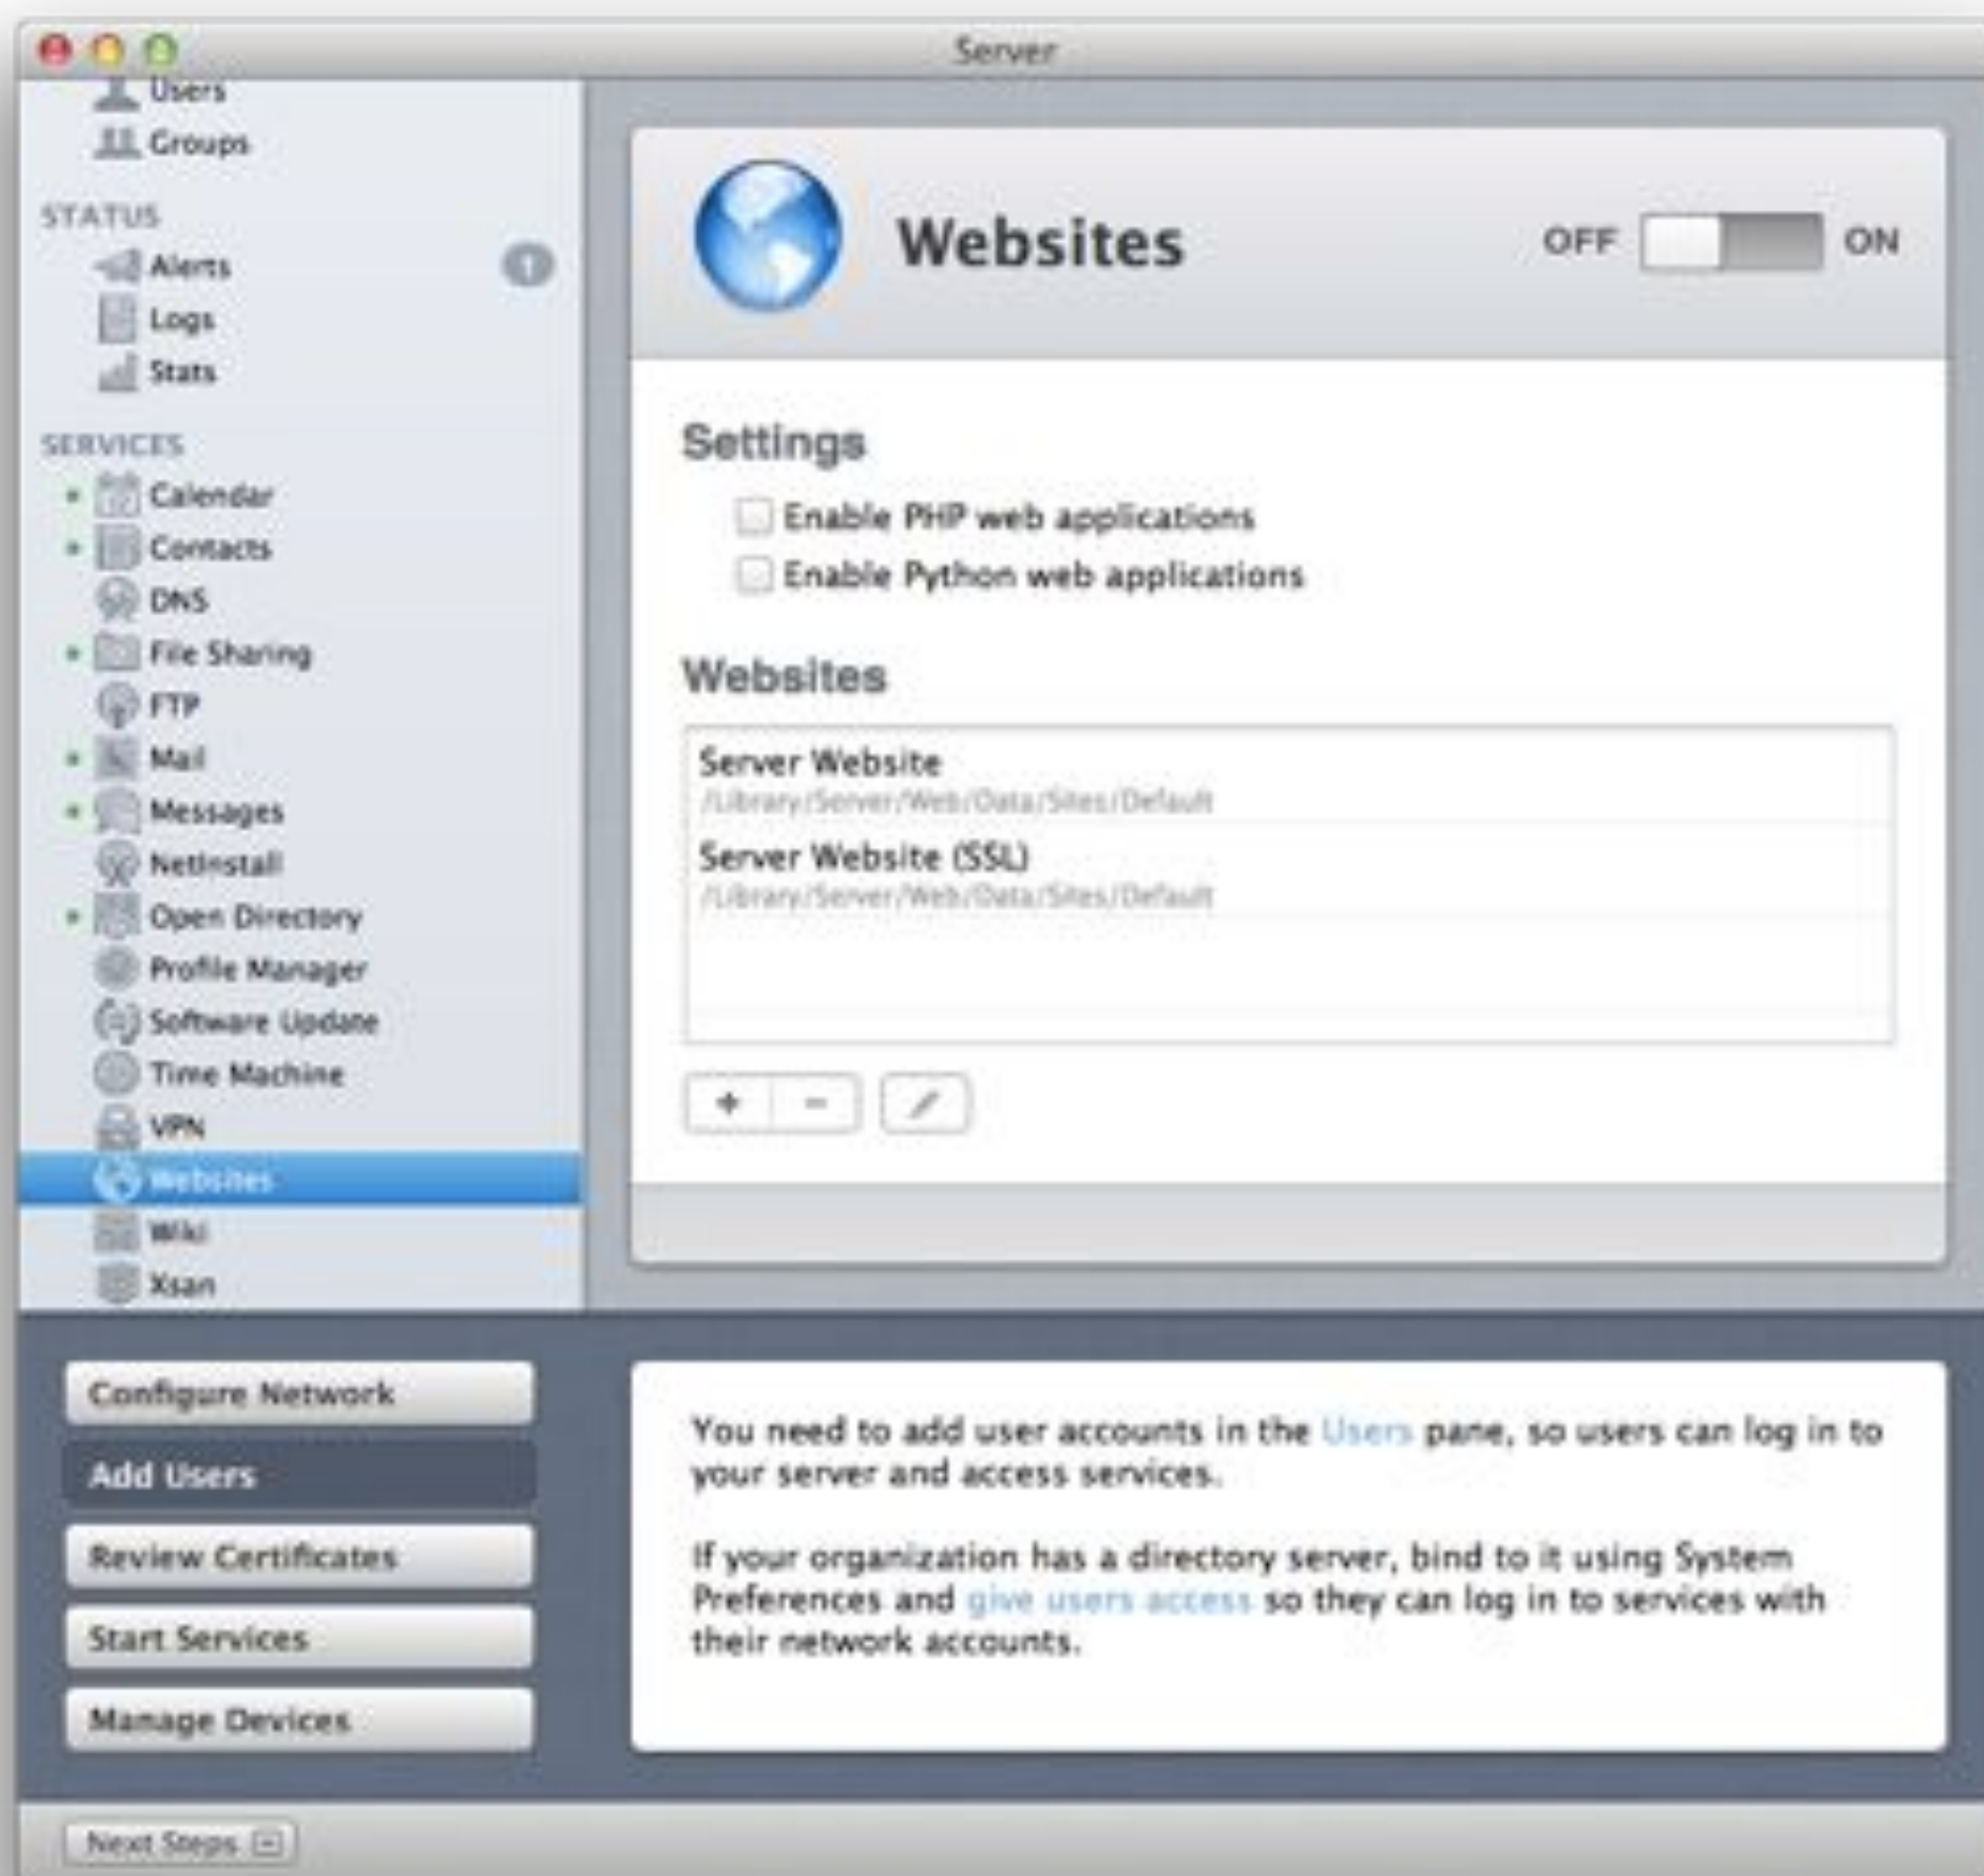 Server
Users
Groups
STATUS
Alerts
1
Logs
Stats
SERVICES
Calendar
Contacts
DNS
File Sharing
FTP
Mail
Messages
NetInstall
Open Directory
Profile Manager
Software Update
Time Machine
VPN
Websites
Wiki
Xsan
Websites
OFF
ON
Settings
Enable PHP web applications
Enable Python web applications
Websites
Server Website
/Library/Server/Web/Data/Sites/Default
Server Website (SSL)
/Library/Server/Web/Data/Sites/Default
Configure Network
Add Users
Review Certificates
Start Services
Manage Devices
You need to add user accounts in the Users pane, so users can log in to
your server and access services.
If your organization has a directory server, bind to it using System
Preferences and give users access so they can log in to services with
their network accounts.
Next Steps